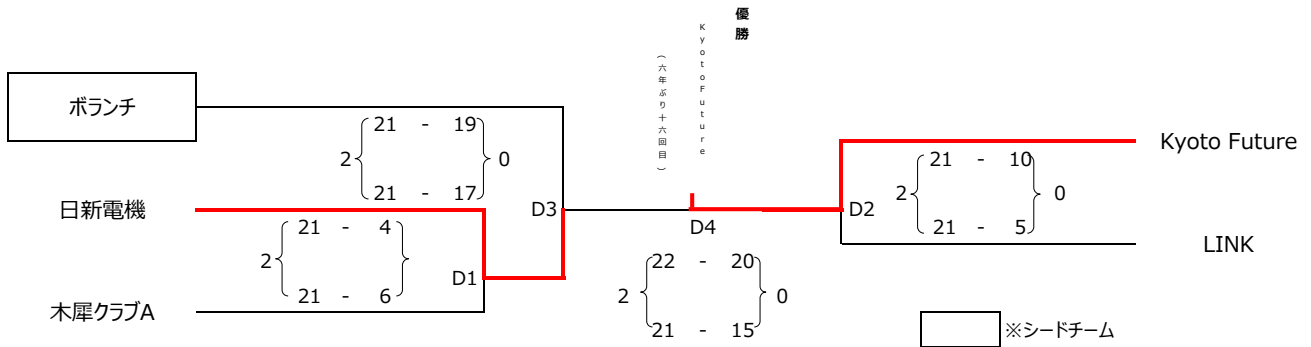 優勝
KyotoFuture
(六年ぶり十六回目)
ボランチ
21 - 19
2 0
21 - 17
日新電機
D3
21 - 4
2
21 - 6
D1
木犀クラブA
D4
22 - 20
2 0
21 - 15
Kyoto Future
21 - 10
D2 2 0
21 - 5
LINK
※シードチーム